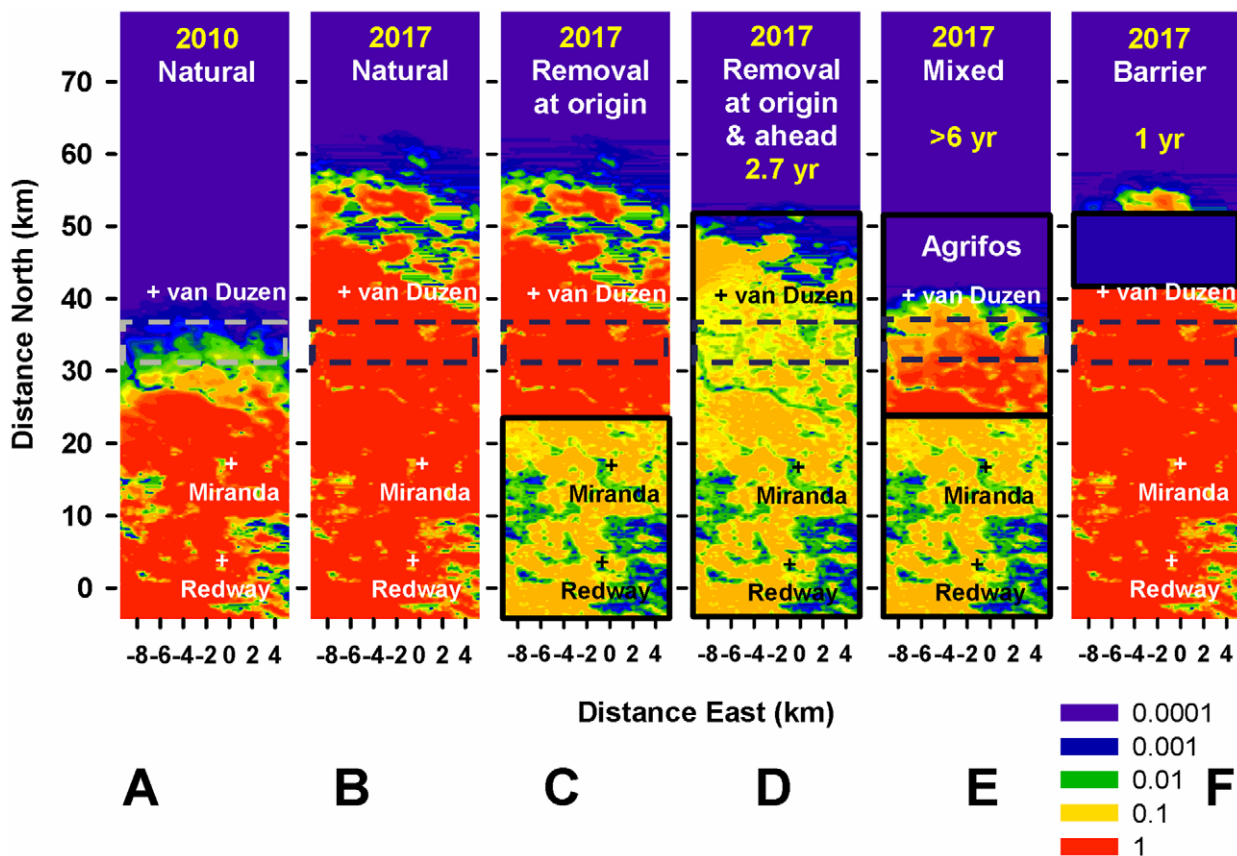 2010
Natural
2017
Natural
2017
Removal
at origin
2017
Removal
at origin
& ahead
2.7 yr
2017
Mixed
>6 yr
2017
Barrier
1 yr
Distance North (km)
70
60
50
40
30
20
10
0
+ van Duzen
+
Miranda
+
Redway
+ van Duzen
+
Miranda
+
Redway
+ van Duzen
+
Miranda
+
Redway
+ van Duzen
+
Miranda
+
Redway
Agrifos
+ van Duzen
+
Miranda
+
Redway
+ van Duzen
+
Miranda
+
Redway
-8 -6 -4 -2 0 2 4
-8 -6 -4 -2 0 2 4
-8 -6 -4 -2 0 2 4
-8 -6 -4 -2 0 2 4
-8 -6 -4 -2 0 2 4
-8 -6 -4 -2 0 2 4
Distance East (km)
A B C D E F
0.0001
0.001
0.01
0.1
1